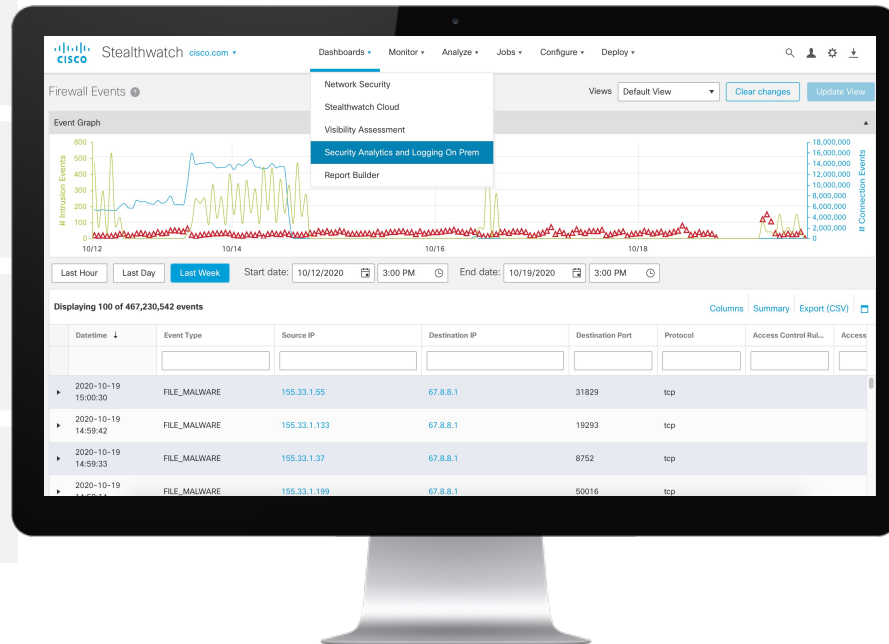 CISCO Stealthwatch cisco.com ▾ Dashboards ▾ Monitor ▾ Analyze ▾ Jobs ▾ Configure ▾ Deploy ▾
Firewall Events
Network Security
Stealthwatch Cloud
Visibility Assessment
Security Analytics and Logging On Prem
Report Builder
Views Default View Clear changes Update View
Event Graph
# Intrusion Events
600
500
400
300
200
100
0
18,000,000
16,000,000
14,000,000
12,000,000
10,000,000
8,000,000
6,000,000
4,000,000
2,000,000
0
# Connection Events
10/12 10/14 10/16 10/18
Last Hour Last Day Last Week Start date: 10/12/2020 3:00 PM End date: 10/19/2020 3:00 PM
Displaying 100 of 467,230,542 events Columns Summary Export (CSV)
Datetime ↓ Event Type Source IP Destination IP Destination Port Protocol Access Control Rul... Access
2020-10-19
15:00:30 FILE_MALWARE 155.33.1.55 67.8.8.1 31829 tcp
2020-10-19
14:59:42 FILE_MALWARE 155.33.1.133 67.8.8.1 19293 tcp
2020-10-19
14:59:33 FILE_MALWARE 155.33.1.37 67.8.8.1 8752 tcp
2020-10-19
FILE_MALWARE 155.33.1.199 67.8.8.1 50016 tcp